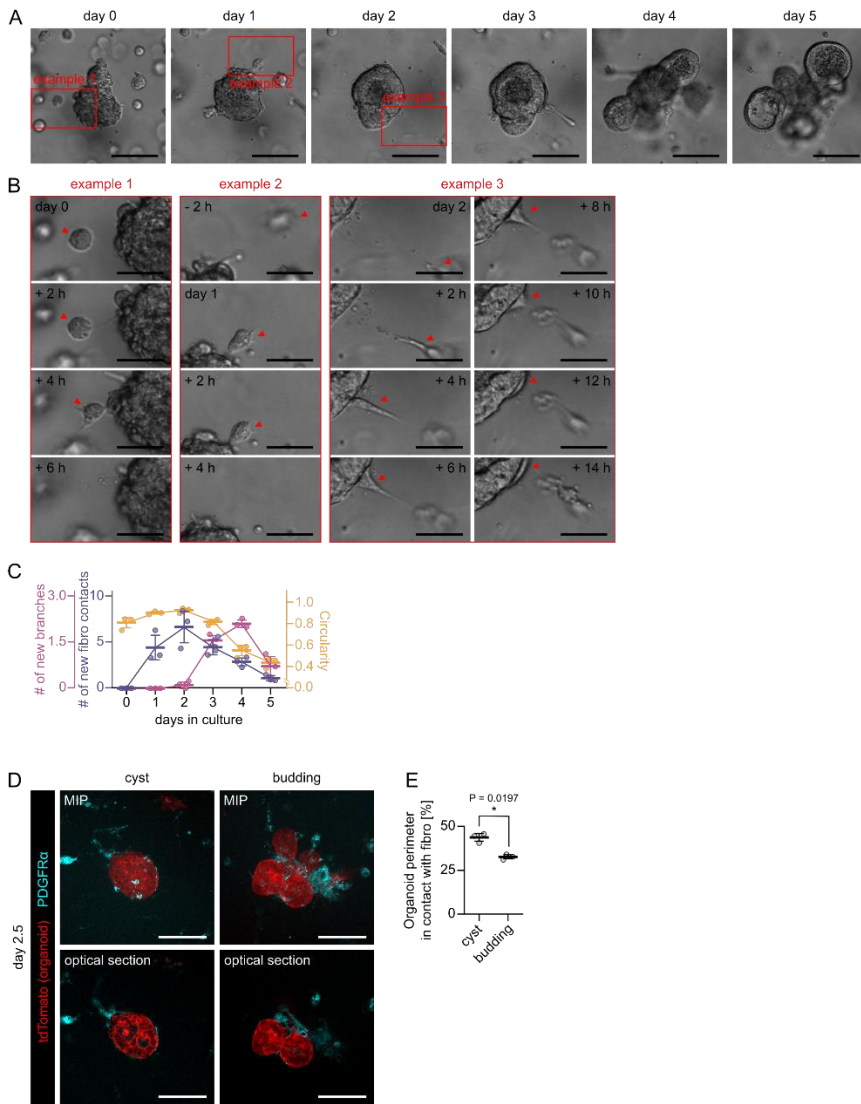 A
day 0
day 1
day 2
day 3
day 4
day 5
example 1
example 2
example 3
B
example 1
example 2
example 3
day 0
- 2 h
day 2
+ 8 h
+ 2 h
day 1
+ 2 h
+ 10 h
+ 4 h
+ 2 h
+ 4 h
+ 12 h
+ 6 h
+ 4 h
+ 6 h
+ 14 h
C
# of new branches
# of new fibro contacts
Circularity
3.0
1.5
0
10
5
0
1.0
0.8
0.6
0.4
0.0
0 1 2 3 4 5
days in culture
D
cyst
budding
day 2.5
tdTomato (organoid) PDGFRα
MIP
MIP
optical section
optical section
E
P = 0.0197
*
Organoid perimeter
in contact with fibro [%]
50
25
0
cyst
budding